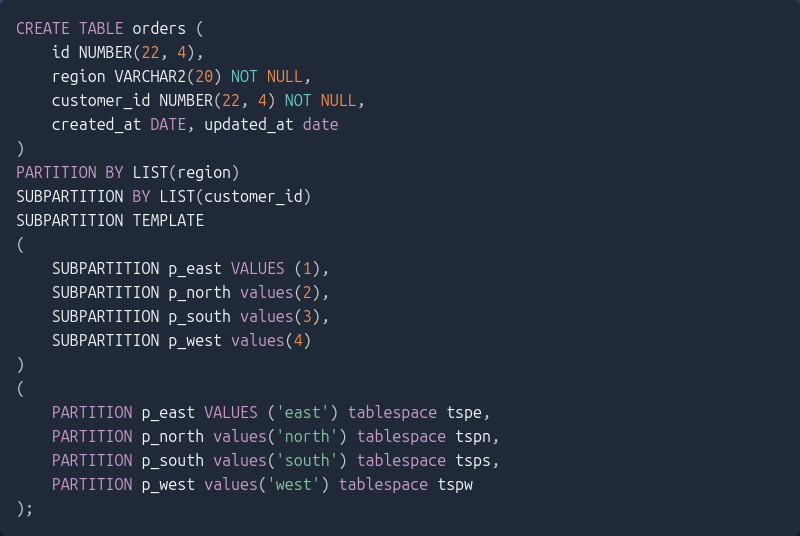 CREATE TABLE orders (
    id NUMBER(22, 4),
    region VARCHAR2(20) NOT NULL,
    customer_id NUMBER(22, 4) NOT NULL,
    created_at DATE, updated_at date
)
PARTITION BY LIST(region)
SUBPARTITION BY LIST(customer_id)
SUBPARTITION TEMPLATE
(
    SUBPARTITION p_east VALUES (1),
    SUBPARTITION p_north values(2),
    SUBPARTITION p_south values(3),
    SUBPARTITION p_west values(4)
)
(
    PARTITION p_east VALUES ('east') tablespace tspe,
    PARTITION p_north values('north') tablespace tspn,
    PARTITION p_south values('south') tablespace tsps,
    PARTITION p_west values('west') tablespace tspw
);